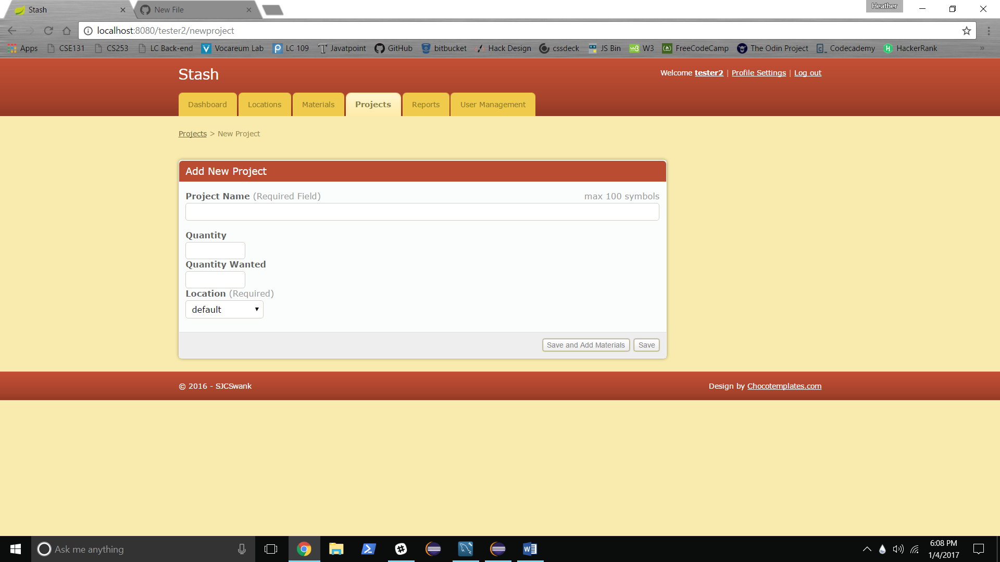 Stash
New File
Heather
localhost:8080/tester2/newproject
Apps CSE131 CS253 LC Back-end Vocareum Lab LC 109 Javatpoint GitHub bitbucket Hack Design cssdeck JS Bin W3 FreeCodeCamp The Odin Project Codecademy HackerRank »
Stash
Welcome tester2 | Profile Settings | Log out
Dashboard Locations Materials Projects Reports User Management
Projects > New Project
Add New Project
Project Name (Required Field) max 100 symbols
Quantity
Quantity Wanted
Location (Required)
default
Save and Add Materials Save
© 2016 - SJCSwank Design by Chocotemplates.com
Ask me anything
6:08 PM
1/4/2017